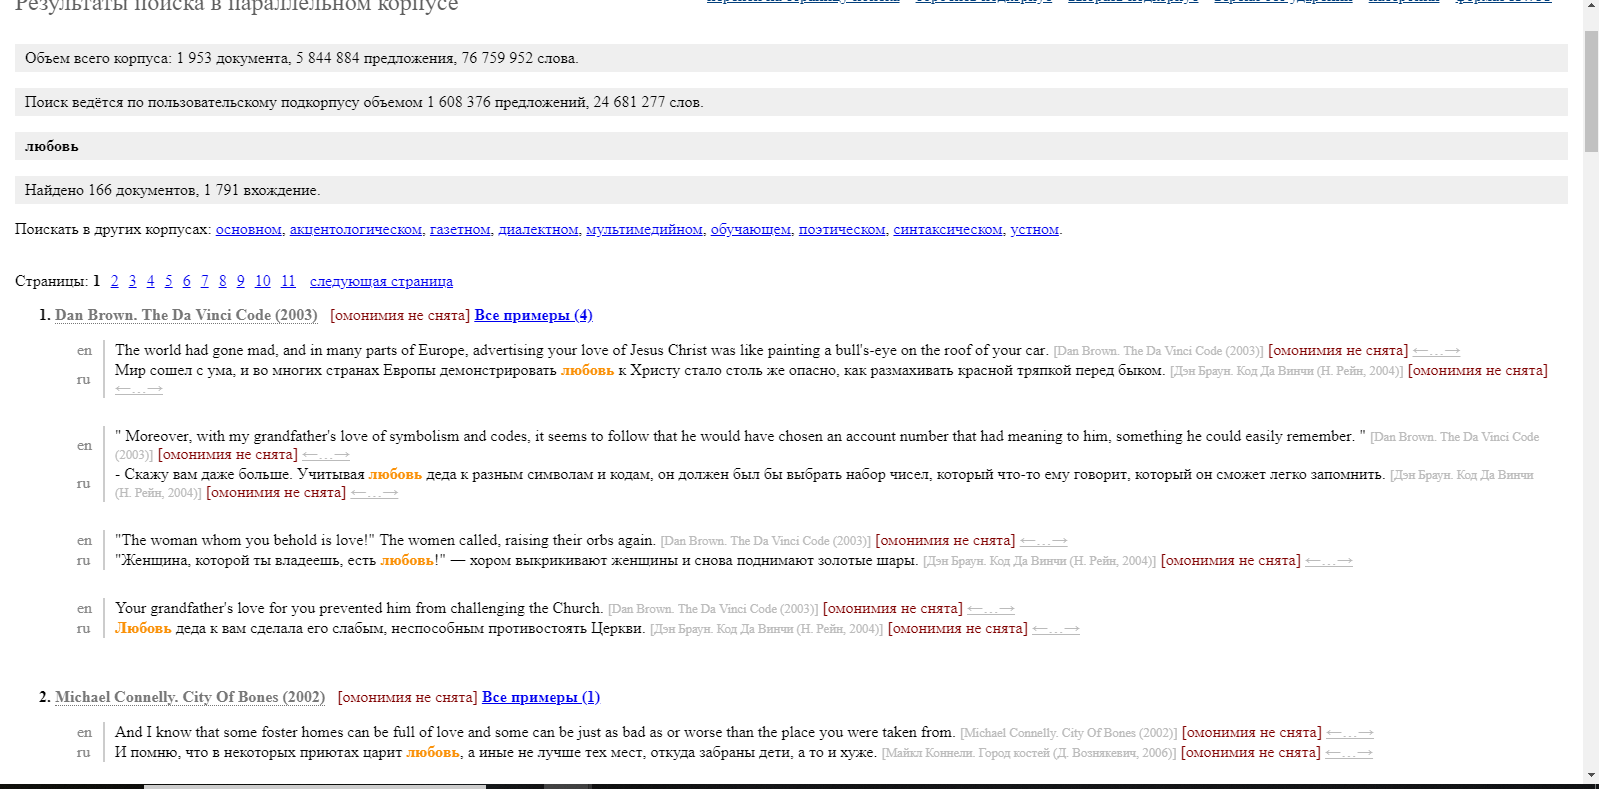 Результаты поиска в параллельном корпусе
Объем всего корпуса: 1 953 документа, 5 844 884 предложения, 76 759 952 слова.
Поиск ведётся по пользовательскому подкорпусу объемом 1 608 376 предложений, 24 681 277 слов.
любовь
Найдено 166 документов, 1 791 вхождение.
Поискать в других корпусах: основном, акцентологическом, газетном, диалектном, мультимедийном, обучающем, поэтическом, синтаксическом, устном.
Страницы: 1 2 3 4 5 6 7 8 9 10 11 следующая страница
1. Dan Brown. The Da Vinci Code (2003) [омонимия не снята] Все примеры (4)
en The world had gone mad, and in many parts of Europe, advertising your love of Jesus Christ was like painting a bull's-eye on the roof of your car. [Dan Brown. The Da Vinci Code (2003)] [омонимия не снята] ←…→
ru Мир сошел с ума, и во многих странах Европы демонстрировать любовь к Христу стало столь же опасно, как размахивать красной тряпкой перед быком. [Дэн Браун. Код Да Винчи (Н. Рейн, 2004)] [омонимия не снята]
←…→
en " Moreover, with my grandfather's love of symbolism and codes, it seems to follow that he would have chosen an account number that had meaning to him, something he could easily remember. " [Dan Brown. The Da Vinci Code
(2003)] [омонимия не снята] ←…→
ru - Скажу вам даже больше. Учитывая любовь деда к разным символам и кодам, он должен был бы выбрать набор чисел, который что-то ему говорит, который он сможет легко запомнить. [Дэн Браун. Код Да Винчи
(Н. Рейн, 2004)] [омонимия не снята] ←…→
en "The woman whom you behold is love!" The women called, raising their orbs again. [Dan Brown. The Da Vinci Code (2003)] [омонимия не снята] ←…→
ru "Женщина, которой ты владеешь, есть любовь!" — хором выкрикивают женщины и снова поднимают золотые шары. [Дэн Браун. Код Да Винчи (Н. Рейн, 2004)] [омонимия не снята] ←…→
en Your grandfather's love for you prevented him from challenging the Church. [Dan Brown. The Da Vinci Code (2003)] [омонимия не снята] ←…→
ru Любовь деда к вам сделала его слабым, неспособным противостоять Церкви. [Дэн Браун. Код Да Винчи (Н. Рейн, 2004)] [омонимия не снята] ←…→
2. Michael Connelly. City Of Bones (2002) [омонимия не снята] Все примеры (1)
en And I know that some foster homes can be full of love and some can be just as bad as or worse than the place you were taken from. [Michael Connelly. City Of Bones (2002)] [омонимия не снята] ←…→
ru И помню, что в некоторых приютах царит любовь, а иные не лучше тех мест, откуда забраны дети, а то и хуже. [Майкл Коннели. Город костей (Д. Вознякевич, 2006)] [омонимия не снята] ←…→